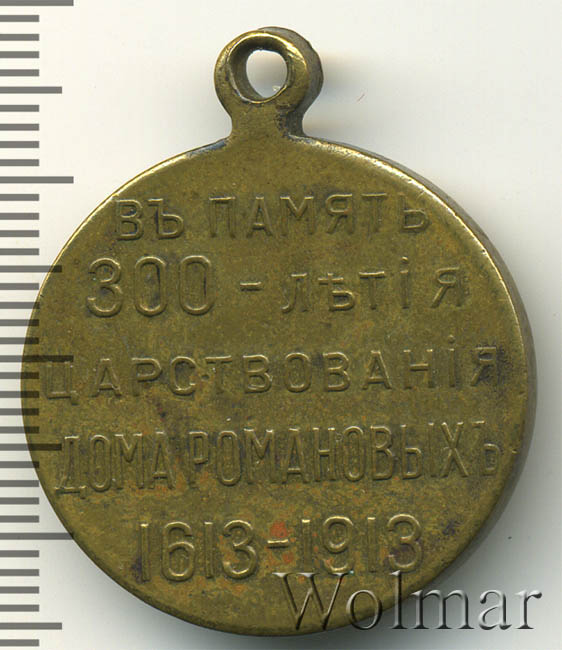 ВЪ ПАМЯТЬ
300 - ЛѢТІЯ
ЦАРСТВОВАНІЯ
ДОМА РОМАНОВЫХЪ
1613-1913
Wolmar